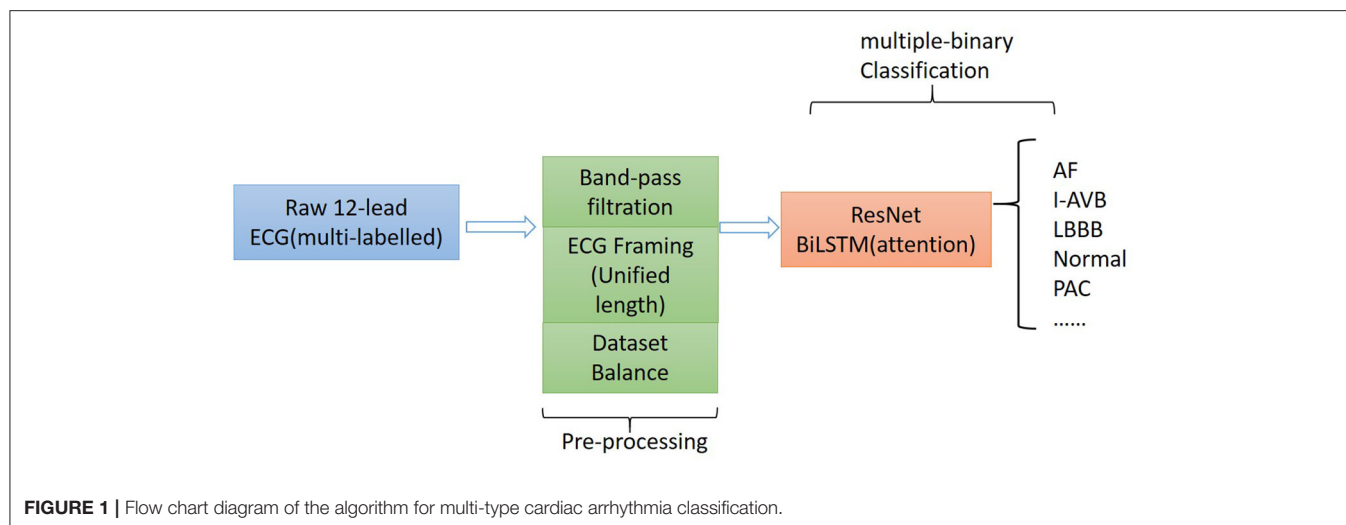 multiple-binary
Classification
Raw 12-lead
ECG(multi-labelled)
Band-pass
filtration
ECG Framing
(Unified
length)
Dataset
Balance
Pre-processing
ResNet
BiLSTM(attention)
AF
I-AVB
LBBB
Normal
PAC
......
FIGURE 1 | Flow chart diagram of the algorithm for multi-type cardiac arrhythmia classification.